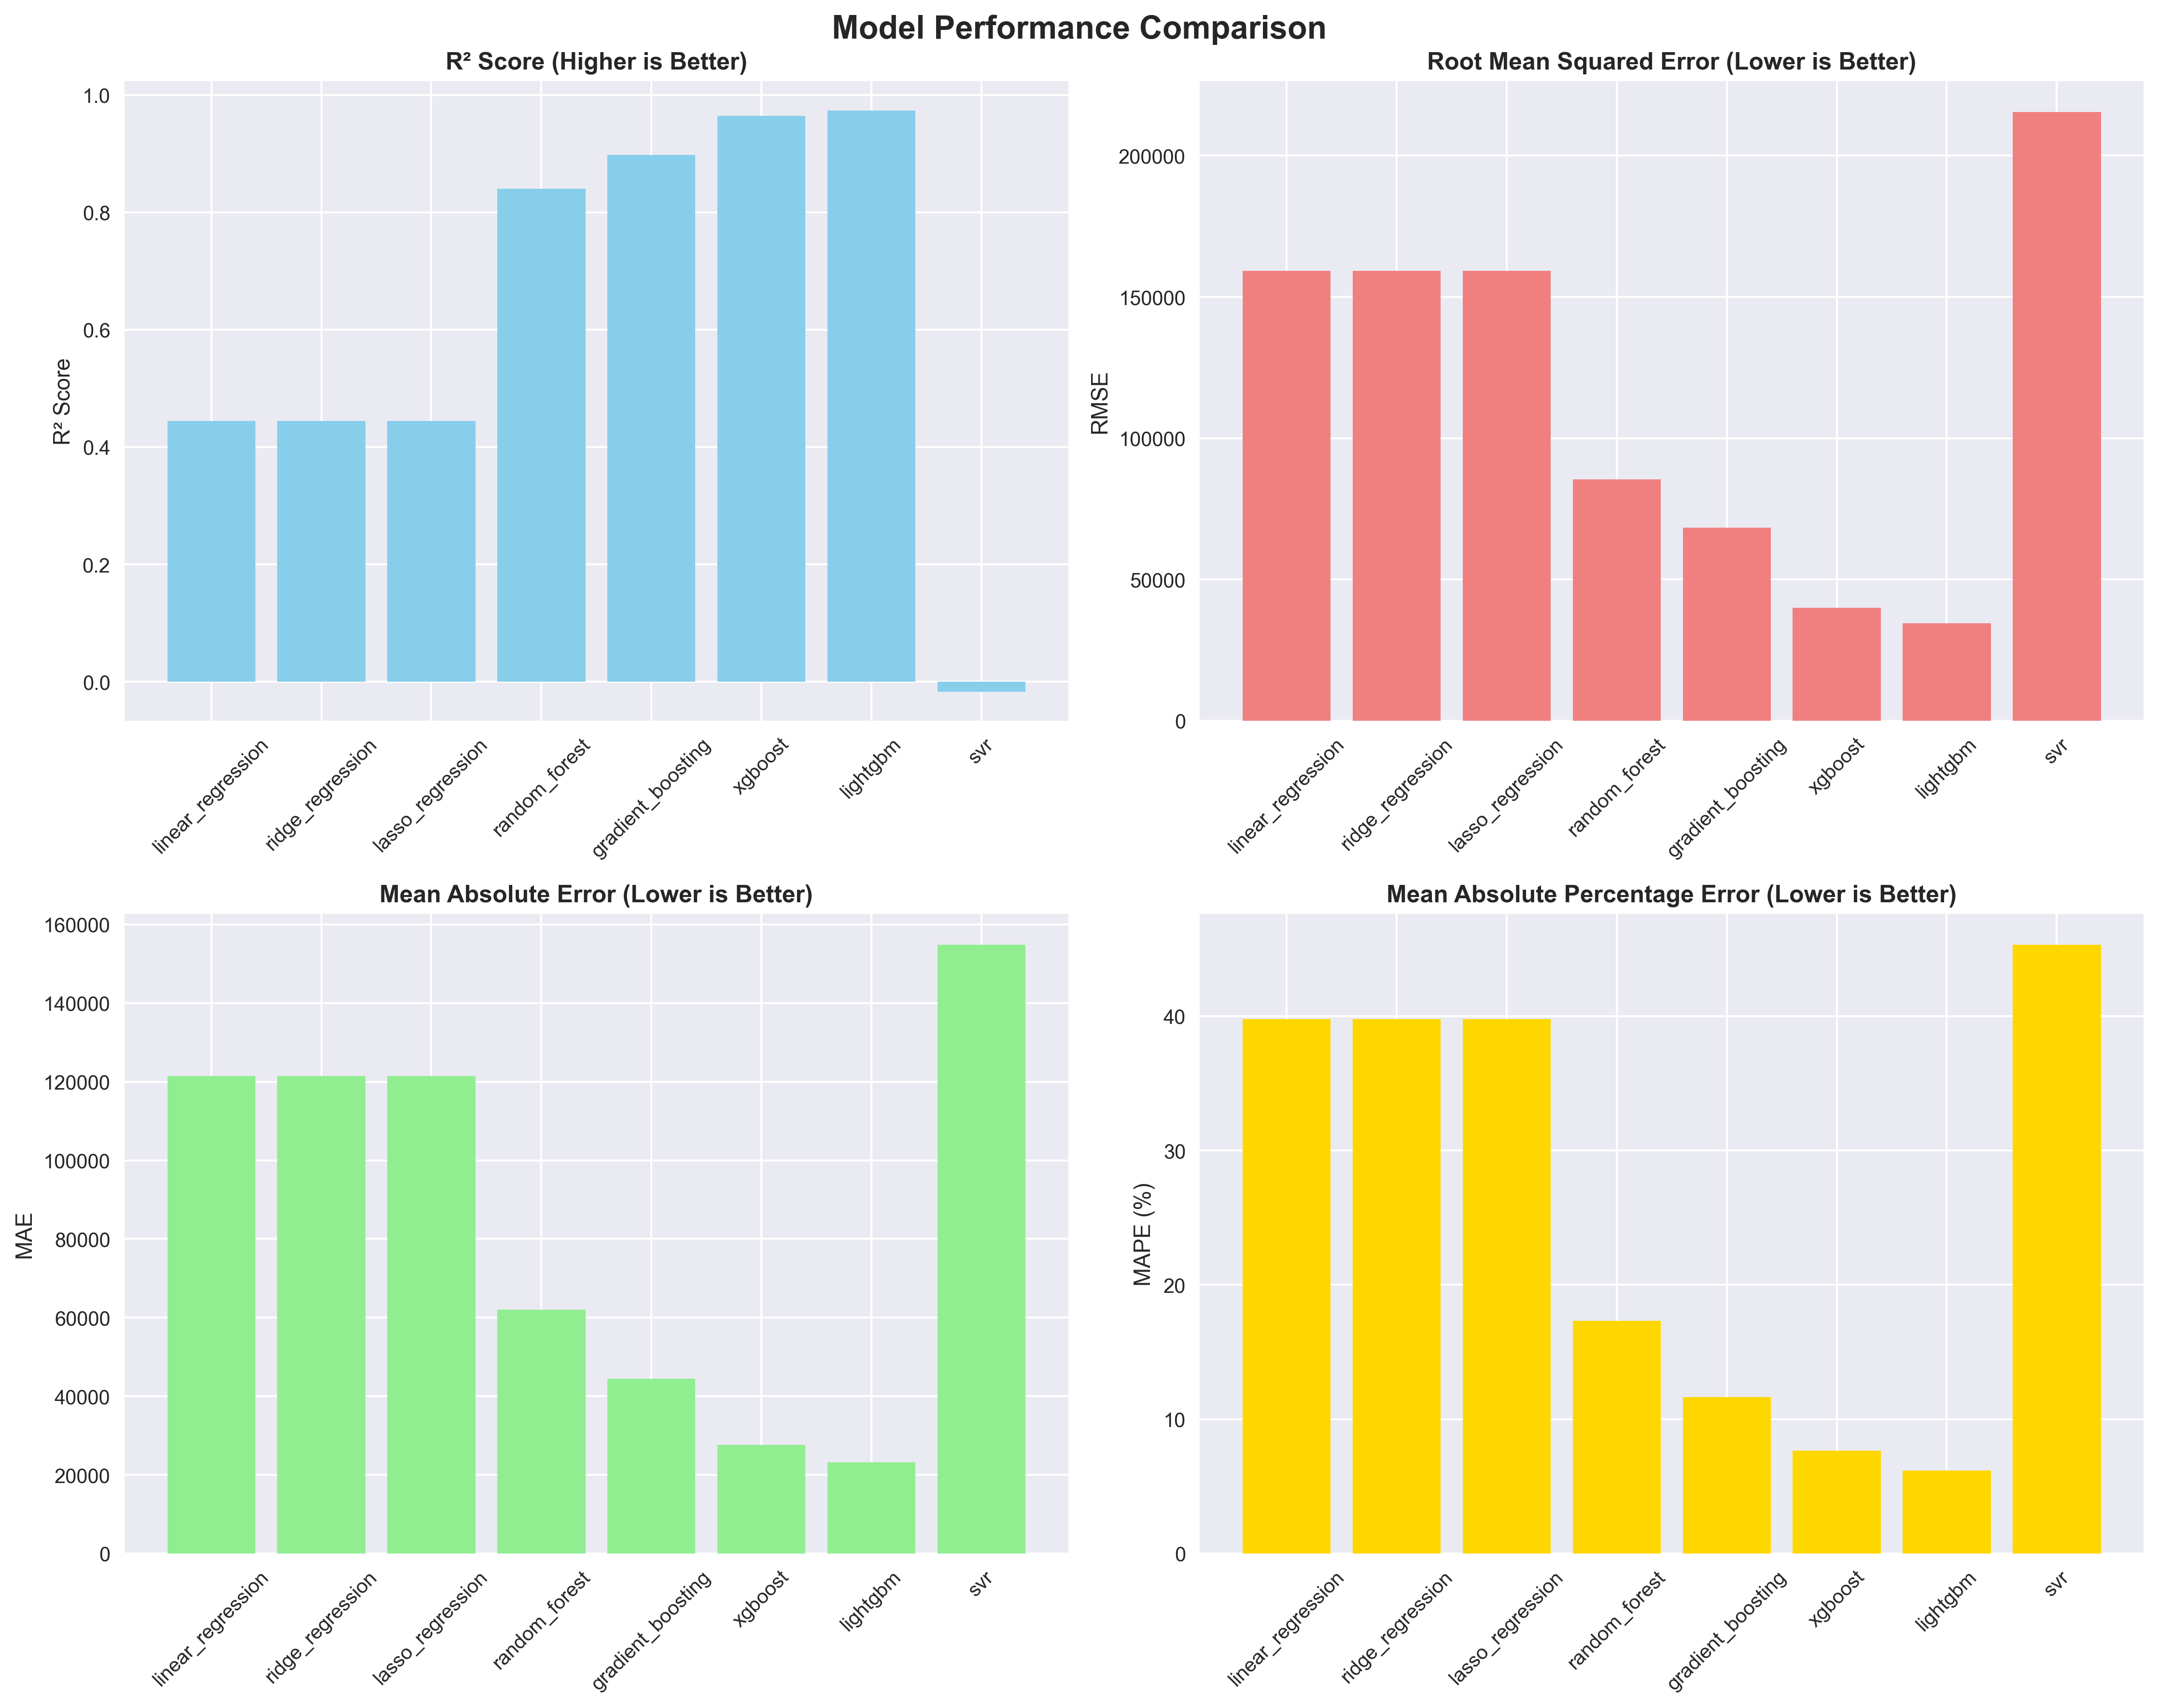 Model Performance Comparison
R² Score (Higher is Better)
R² Score
1.0
0.8
0.6
0.4
0.2
0.0
linear_regression
ridge_regression
lasso_regression
random_forest
gradient_boosting
xgboost
lightgbm
svr
Root Mean Squared Error (Lower is Better)
RMSE
200000
150000
100000
50000
0
linear_regression
ridge_regression
lasso_regression
random_forest
gradient_boosting
xgboost
lightgbm
svr
Mean Absolute Error (Lower is Better)
MAE
160000
140000
120000
100000
80000
60000
40000
20000
0
linear_regression
ridge_regression
lasso_regression
random_forest
gradient_boosting
xgboost
lightgbm
svr
Mean Absolute Percentage Error (Lower is Better)
MAPE (%)
40
30
20
10
0
linear_regression
ridge_regression
lasso_regression
random_forest
gradient_boosting
xgboost
lightgbm
svr